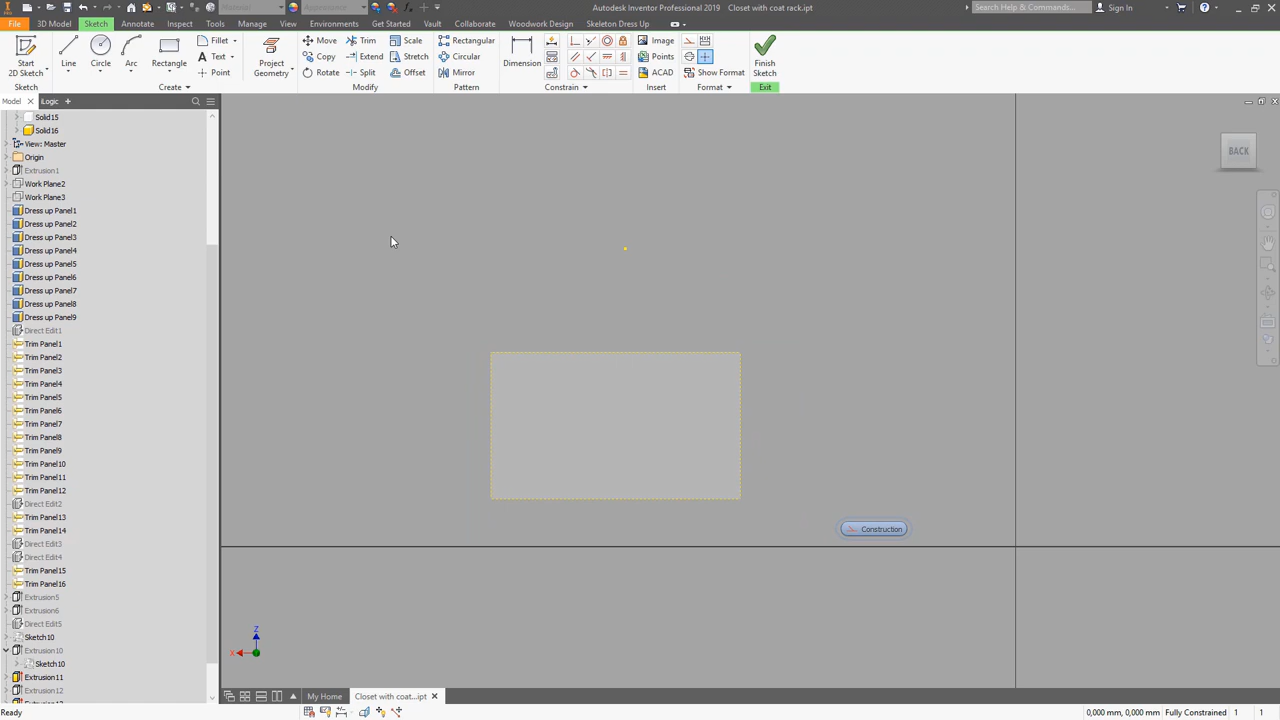 Autodesk Inventor Professional 2019 Closet with coat rack.ipt
Search Help & Commands...
Sign In
File
3D Model
Sketch
Annotate
Inspect
Tools
Manage
View
Environments
Get Started
Vault
Collaborate
Woodwork Design
Skeleton Dress Up
Material
Appearance
Start
2D Sketch
Line
Circle
Arc
Rectangle
Fillet
Text
Point
Project
Geometry
Move
Copy
Rotate
Trim
Extend
Split
Scale
Stretch
Offset
Rectangular
Circular
Mirror
Dimension
Image
Points
ACAD
Show Format
Finish
Sketch
Sketch
Create
Modify
Pattern
Constrain
Insert
Format
Exit
Model
Logic
Solid15
Solid16
View: Master
Origin
Extrusion1
Work Plane2
Work Plane3
Dress up Panel1
Dress up Panel2
Dress up Panel3
Dress up Panel4
Dress up Panel5
Dress up Panel6
Dress up Panel7
Dress up Panel8
Dress up Panel9
Direct Edit1
Trim Panel1
Trim Panel2
Trim Panel3
Trim Panel4
Trim Panel5
Trim Panel6
Trim Panel7
Trim Panel8
Trim Panel9
Trim Panel10
Trim Panel11
Trim Panel12
Direct Edit2
Trim Panel13
Trim Panel14
Direct Edit3
Direct Edit4
Trim Panel15
Trim Panel16
Extrusion5
Extrusion6
Direct Edit5
Sketch10
Extrusion10
Sketch10
Extrusion11
Extrusion12
BACK
Construction
Z
X
My Home
Closet with coat...ipt
Ready
0,000 mm, 0,000 mm
Fully Constrained
1
1